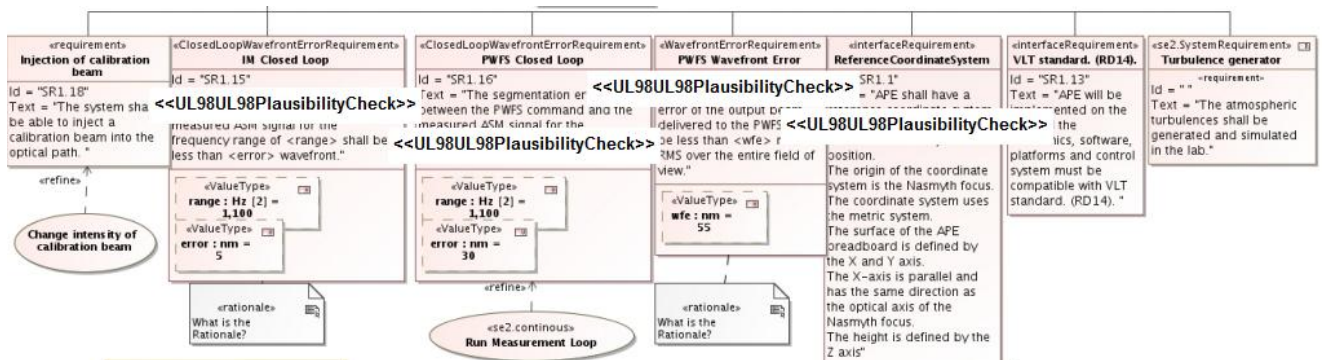 «requirement»
Injection of calibration
beam
Id = "SR1.18"
Text = "The system sha
be able to inject a
calibration beam into the
optical path. "
«refine»
Change intensity of
calibration beam
«ClosedLoopWavefrontErrorRequirement»
IM Closed Loop
Id = "SR1.15"
<<UL98UL98PlausibilityCheck>>
measured ASM signal for the
frequency range of <range> shall be
less than <error> wavefront."
«ValueType»
range : Hz [2] =
1,100
«ValueType»
error : nm =
5
«rationale»
What is the
Rationale?
«ClosedLoopWavefrontErrorRequirement»
PWFS Closed Loop
Id = "SR1.16"
Text = "The segmentation er
between the PWFS command and the
measured ASM signal for the
<<UL98UL98PlausibilityCheck>>
«ValueType»
range : Hz [2] =
1,100
«ValueType»
error : nm =
30
«refine»
«se2.continous»
Run Measurement Loop
«WavefrontErrorRequirement»
PWFS Wavefront Error
<<UL98UL98PlausibilityCheck>>
error of the output beam
delivered to the PWFS
be less than <wfe>
RMS over the entire field of
view."
«ValueType»
wfe : nm =
55
«rationale»
What is the
Rationale?
«interfaceRequirement»
ReferenceCoordinateSystem
"SR1.1"
= "APE shall have a
<<UL98UL98PlausibilityCheck>>
position.
The origin of the coordinate
system is the Nasmyth focus.
The coordinate system uses
the metric system.
The surface of the APE
breadboard is defined by
the X and Y axis.
The X-axis is parallel and
has the same direction as
the optical axis of the
Nasmyth focus.
The height is defined by the
Z axis"
«interfaceRequirement»
VLT standard. (RD14).
Id = "SR1.13"
Text = "APE will be
implemented on the
the
software,
platforms and control
system must be
compatible with VLT
standard. (RD14). "
«se2.SystemRequirement»
Turbulence generator
«requirement»
Id = " "
Text = "The atmospheric
turbulences shall be
generated and simulated
in the lab."